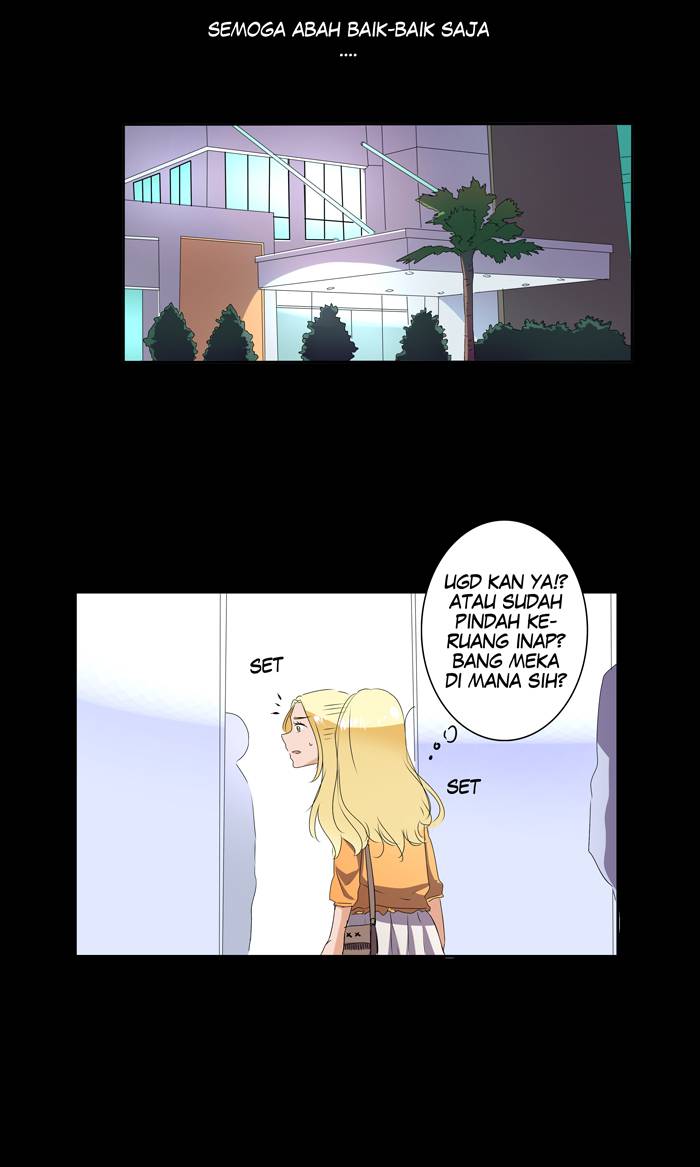 SEMOGA ABAH BAIK-BAIK SAJA
....
UGD KAN YA!?
ATAU SUDAH
PINDAH KE-
RUANG INAP?
BANG MEKA
DI MANA SIH?
SET
SET